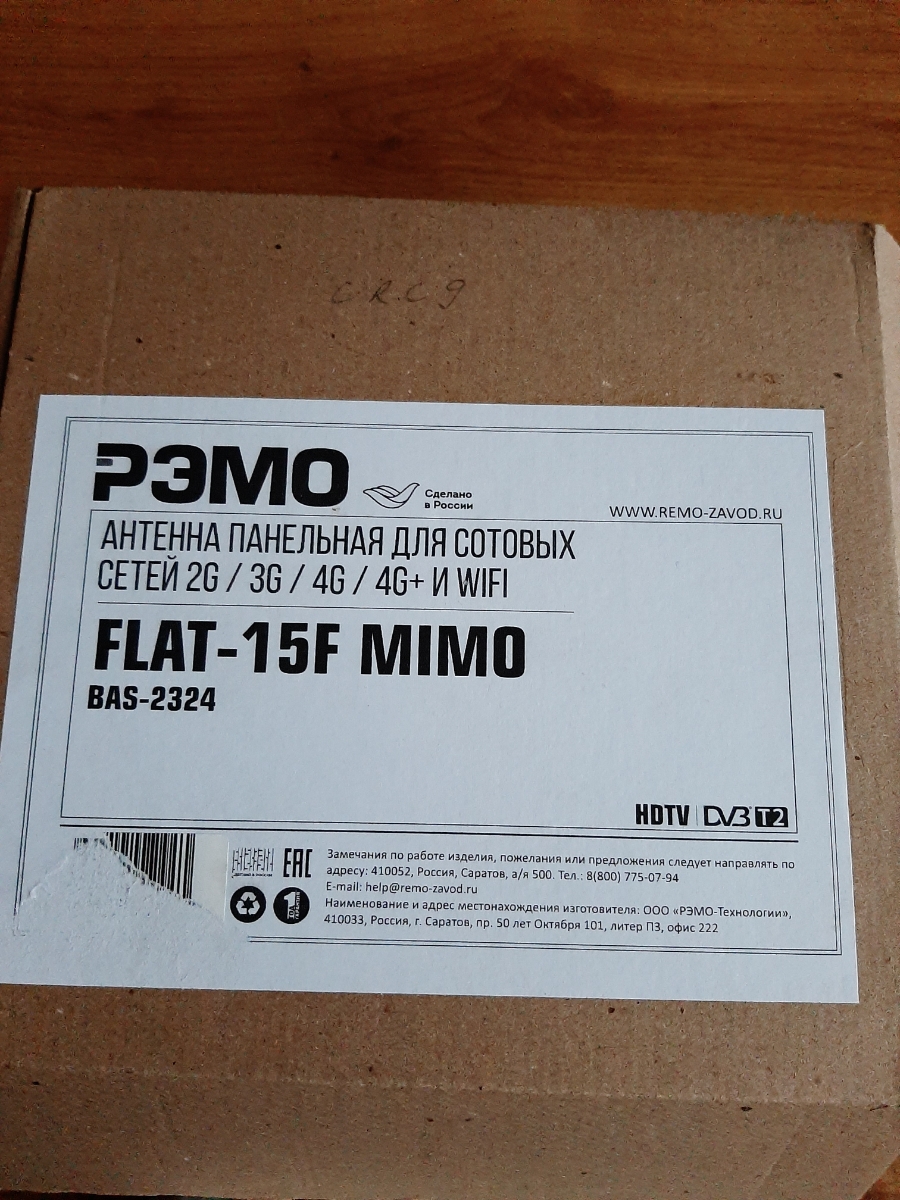 CRC9
РЭМО
Сделано
в России
WWW.REMO-ZAVOD.RU
АНТЕННА ПАНЕЛЬНАЯ ДЛЯ СОТОВЫХ
СЕТЕЙ 2G / 3G / 4G / 4G+ И WIFI
FLAT-15F MIMO
BAS-2324
HDTV DVB T2
EAC
Замечания по работе изделия, пожелания или предложения следует направлять по
адресу: 410052, Россия, Саратов, а/я 500. Тел.: 8(800) 775-07-94
E-mail: help@remo-zavod.ru
Наименование и адрес местонахождения изготовителя: ООО «РЭМО-Технологии»,
410033, Россия, г. Саратов, пр. 50 лет Октября 101, литер ПЗ, офис 222